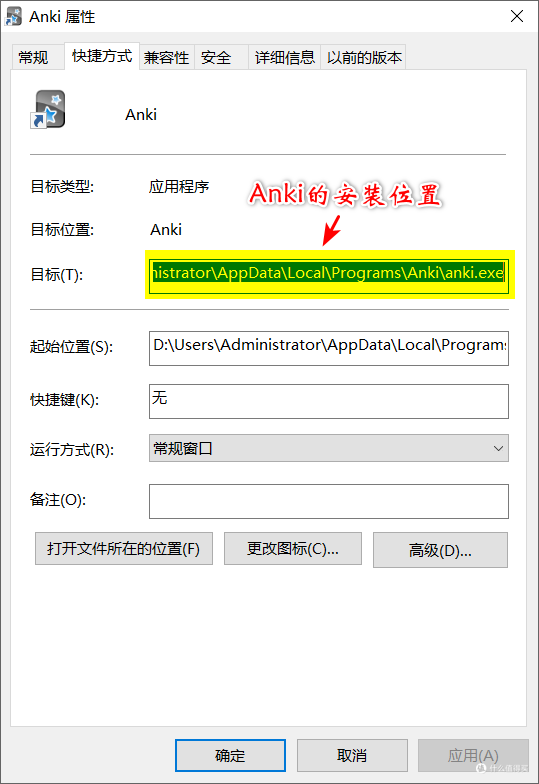 Anki 属性
常规 快捷方式 兼容性 安全 详细信息 以前的版本
Anki
目标类型: 应用程序
Anki的安装位置
目标位置: Anki
目标(T): nistrator\AppData\Local\Programs\Anki\anki.exe
起始位置(S): D:\Users\Administrator\AppData\Local\Programs
快捷键(K): 无
运行方式(R): 常规窗口
备注(O):
打开文件所在的位置(F) 更改图标(C)... 高级(D)...
确定 取消 应用(A)
什么值得买